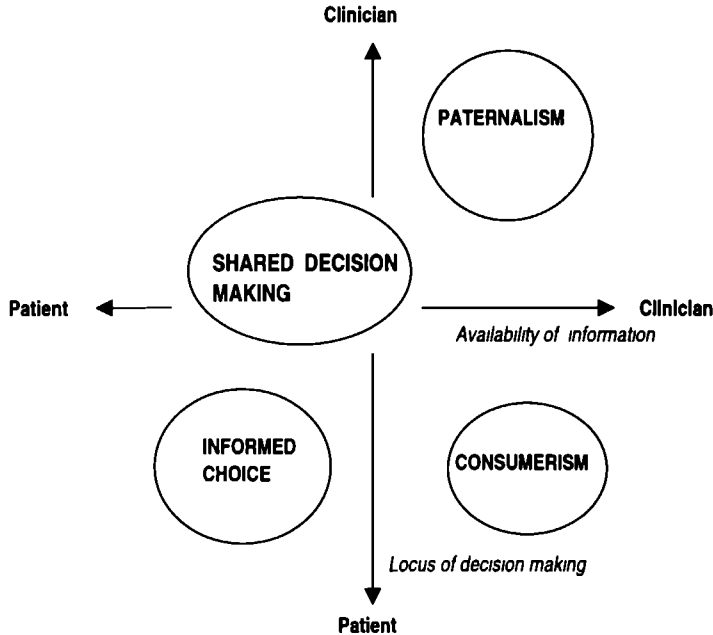 Clinician
PATERNALISM
SHARED DECISION
MAKING
Patient
Clinician
Availability of information
INFORMED
CHOICE
CONSUMERISM
Locus of decision making
Patient